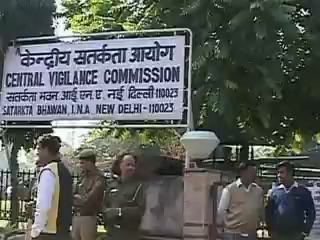 केन्द्रीय सतर्कता आयोग
CENTRAL VIGILANCE COMMISSION
सतर्कता भवन, आई. एन. ए. नई दिल्ली-110023
SATARKTA BHAWAN, I.N.A. NEW DELHI-110023